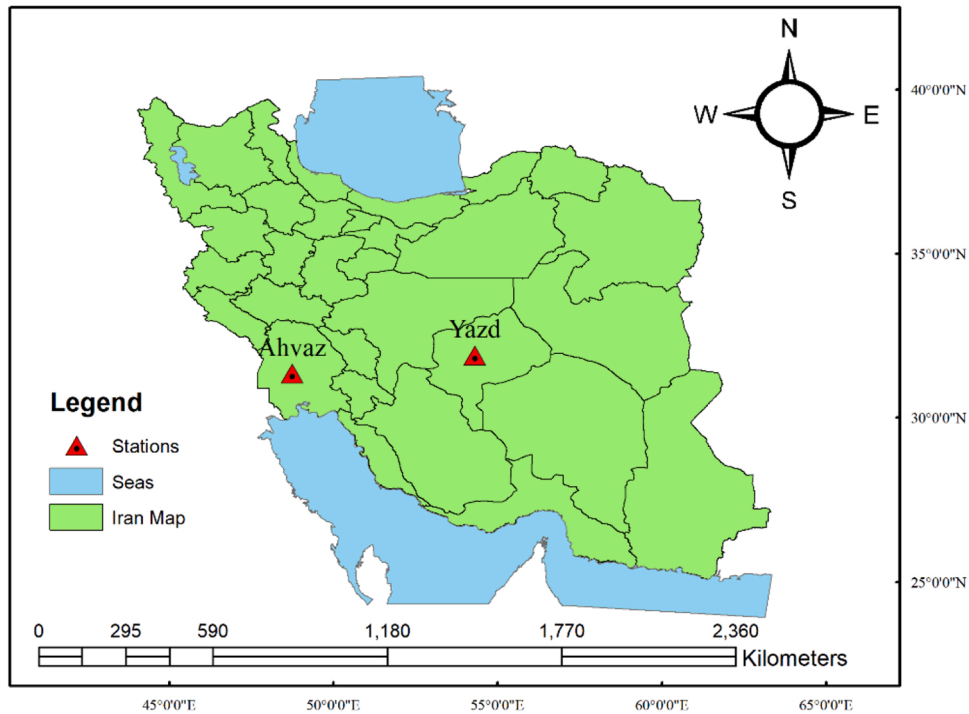 N
40°0'0"N
W E
S
35°0'0"N
Yazd
Ahvaz
Legend
30°0'0"N
Stations
Seas
Iran Map
25°0'0"N
0 295 590 1,180 1,770 2,360
Kilometers
45°0'0"E 50°0'0"E 55°0'0"E 60°0'0"E 65°0'0"E